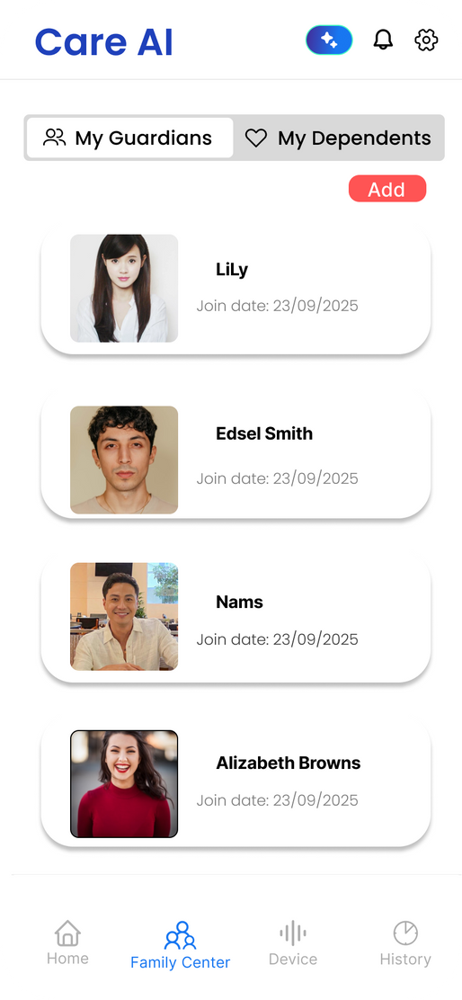 Care AI
My Guardians My Dependents
Add
LiLy
Join date: 23/09/2025
Edsel Smith
Join date: 23/09/2025
Nams
Join date: 23/09/2025
Alizabeth Browns
Join date: 23/09/2025
Home Family Center Device History